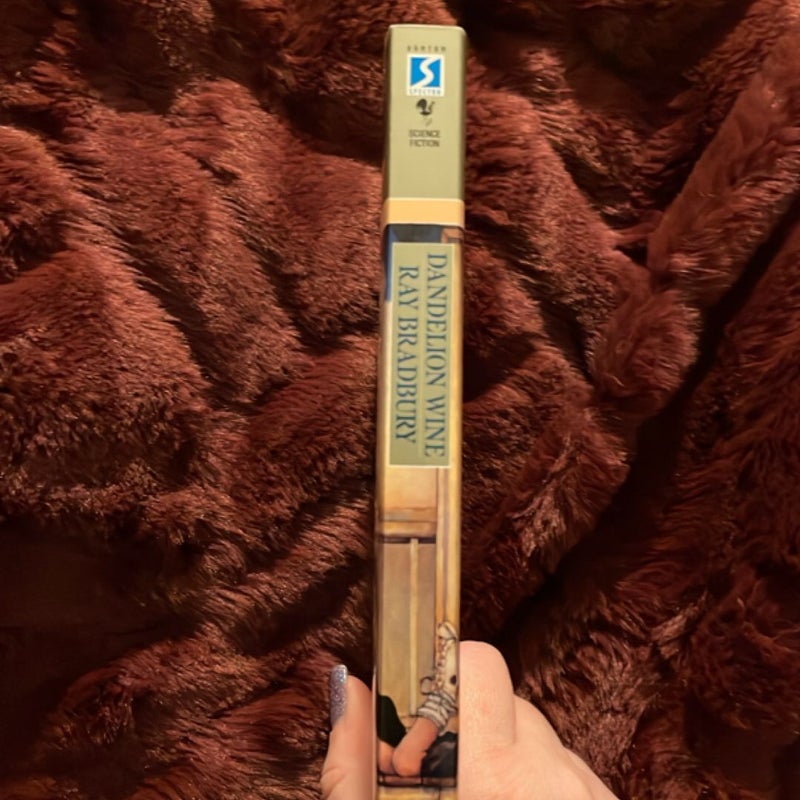 BANTAM
S
SPECTRA
SCIENCE
FICTION
DANDELION WINE
RAY BRADBURY